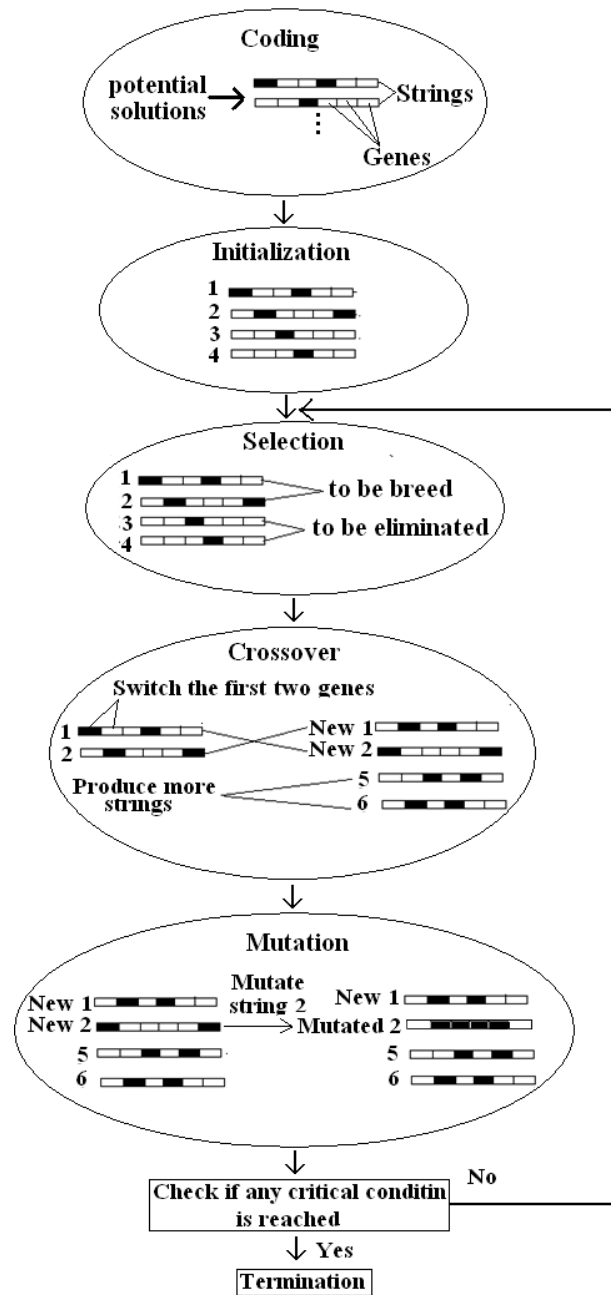 Coding
potential
solutions
Strings
Genes
Initialization
1
2
3
4
Selection
1
2
3
4
to be breed
to be eliminated
Crossover
Switch the first two genes
1
2
New 1
New 2
Produce more
strings
5
6
Mutation
New 1
New 2
5
6
Mutate
string 2
New 1
Mutated 2
5
6
Check if any critical conditin
is reached
No
Yes
Termination